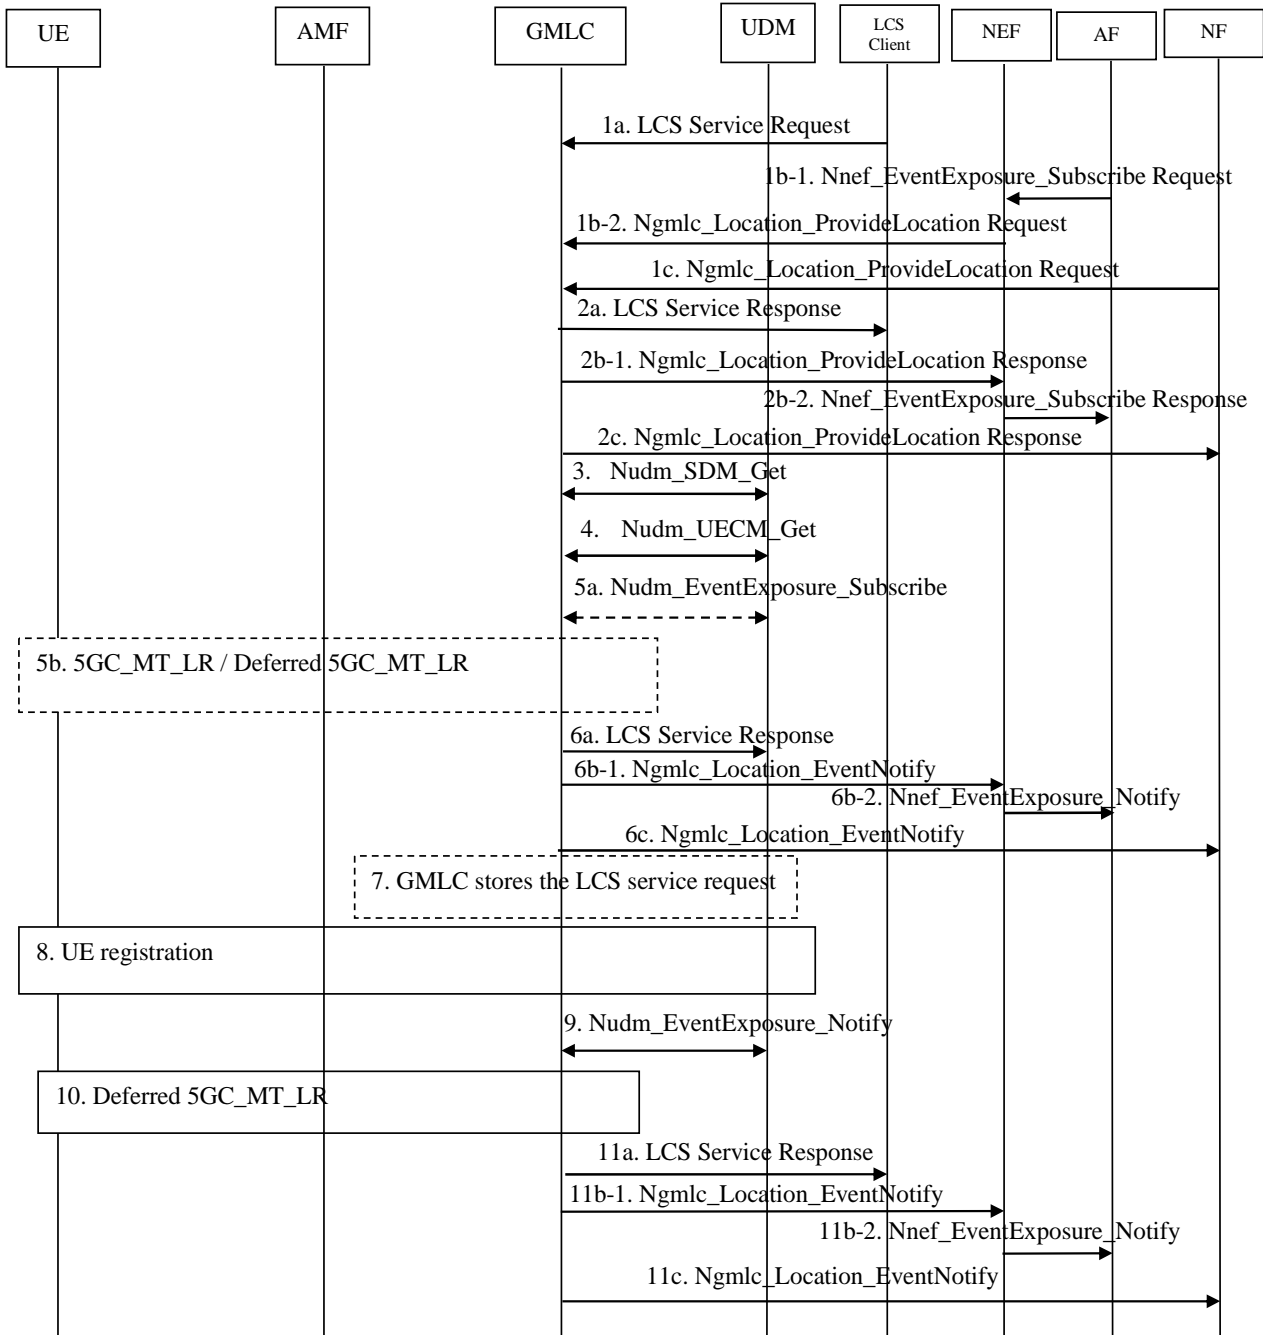 UE
AMF
GMLC
UDM
LCS
Client
NEF
AF
NF
1a. LCS Service Request
1b-1. Nnef_EventExposure_Subscribe Request
1b-2. Ngmlc_Location_ProvideLocation Request
1c. Ngmlc_Location_ProvideLocation Request
2a. LCS Service Response
2b-1. Ngmlc_Location_ProvideLocation Response
2b-2. Nnef_EventExposure_Subscribe Response
2c. Ngmlc_Location_ProvideLocation Response
3. Nudm_SDM_Get
4. Nudm_UECM_Get
5a. Nudm_EventExposure_Subscribe
5b. 5GC_MT_LR / Deferred 5GC_MT_LR
6a. LCS Service Response
6b-1. Ngmlc_Location_EventNotify
6b-2. Nnef_EventExposure_Notify
6c. Ngmlc_Location_EventNotify
7. GMLC stores the LCS service request
8. UE registration
9. Nudm_EventExposure_Notify
10. Deferred 5GC_MT_LR
11a. LCS Service Response
11b-1. Ngmlc_Location_EventNotify
11b-2. Nnef_EventExposure_Notify
11c. Ngmlc_Location_EventNotify